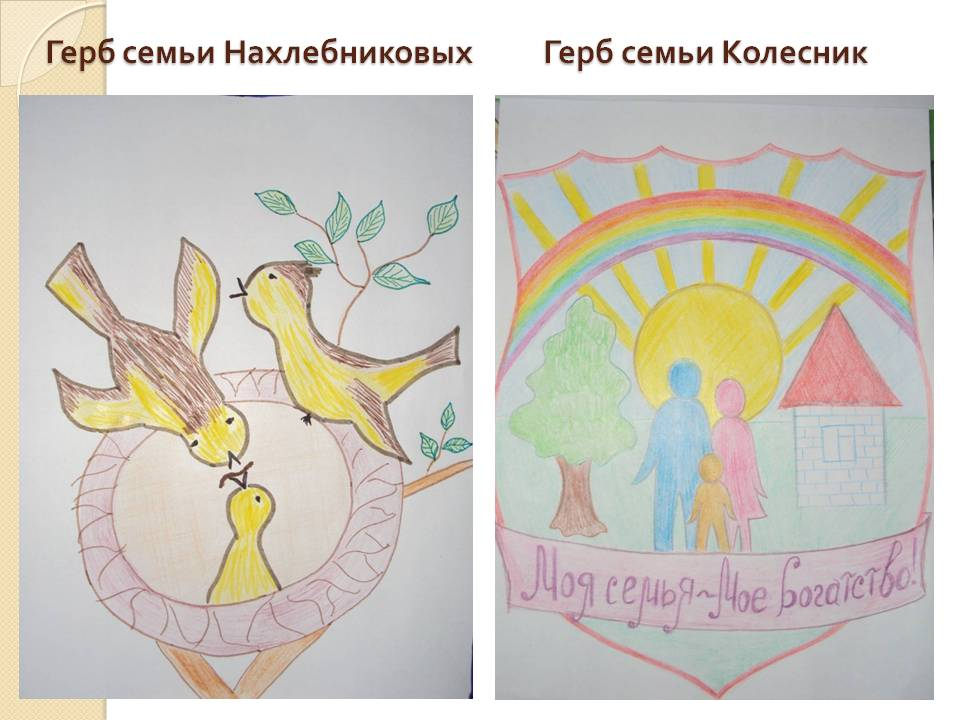 Герб семьи Нахлебниковых
Герб семьи Колесник
Моя семья~Мое богатство!